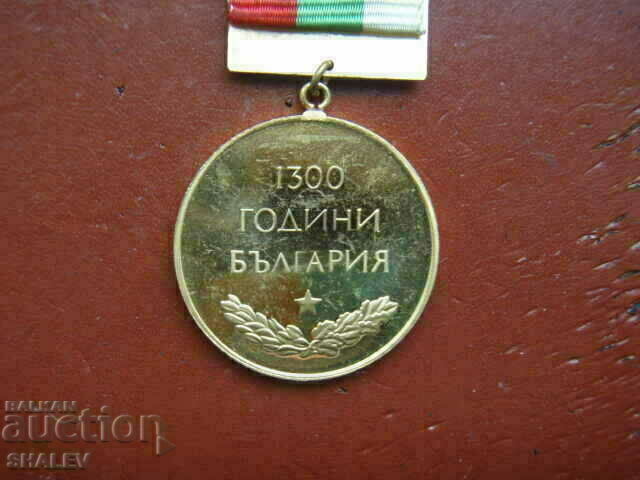 1300
ГОДИНИ
БЪЛГАРИЯ
BALKAN
auction
SHALEV